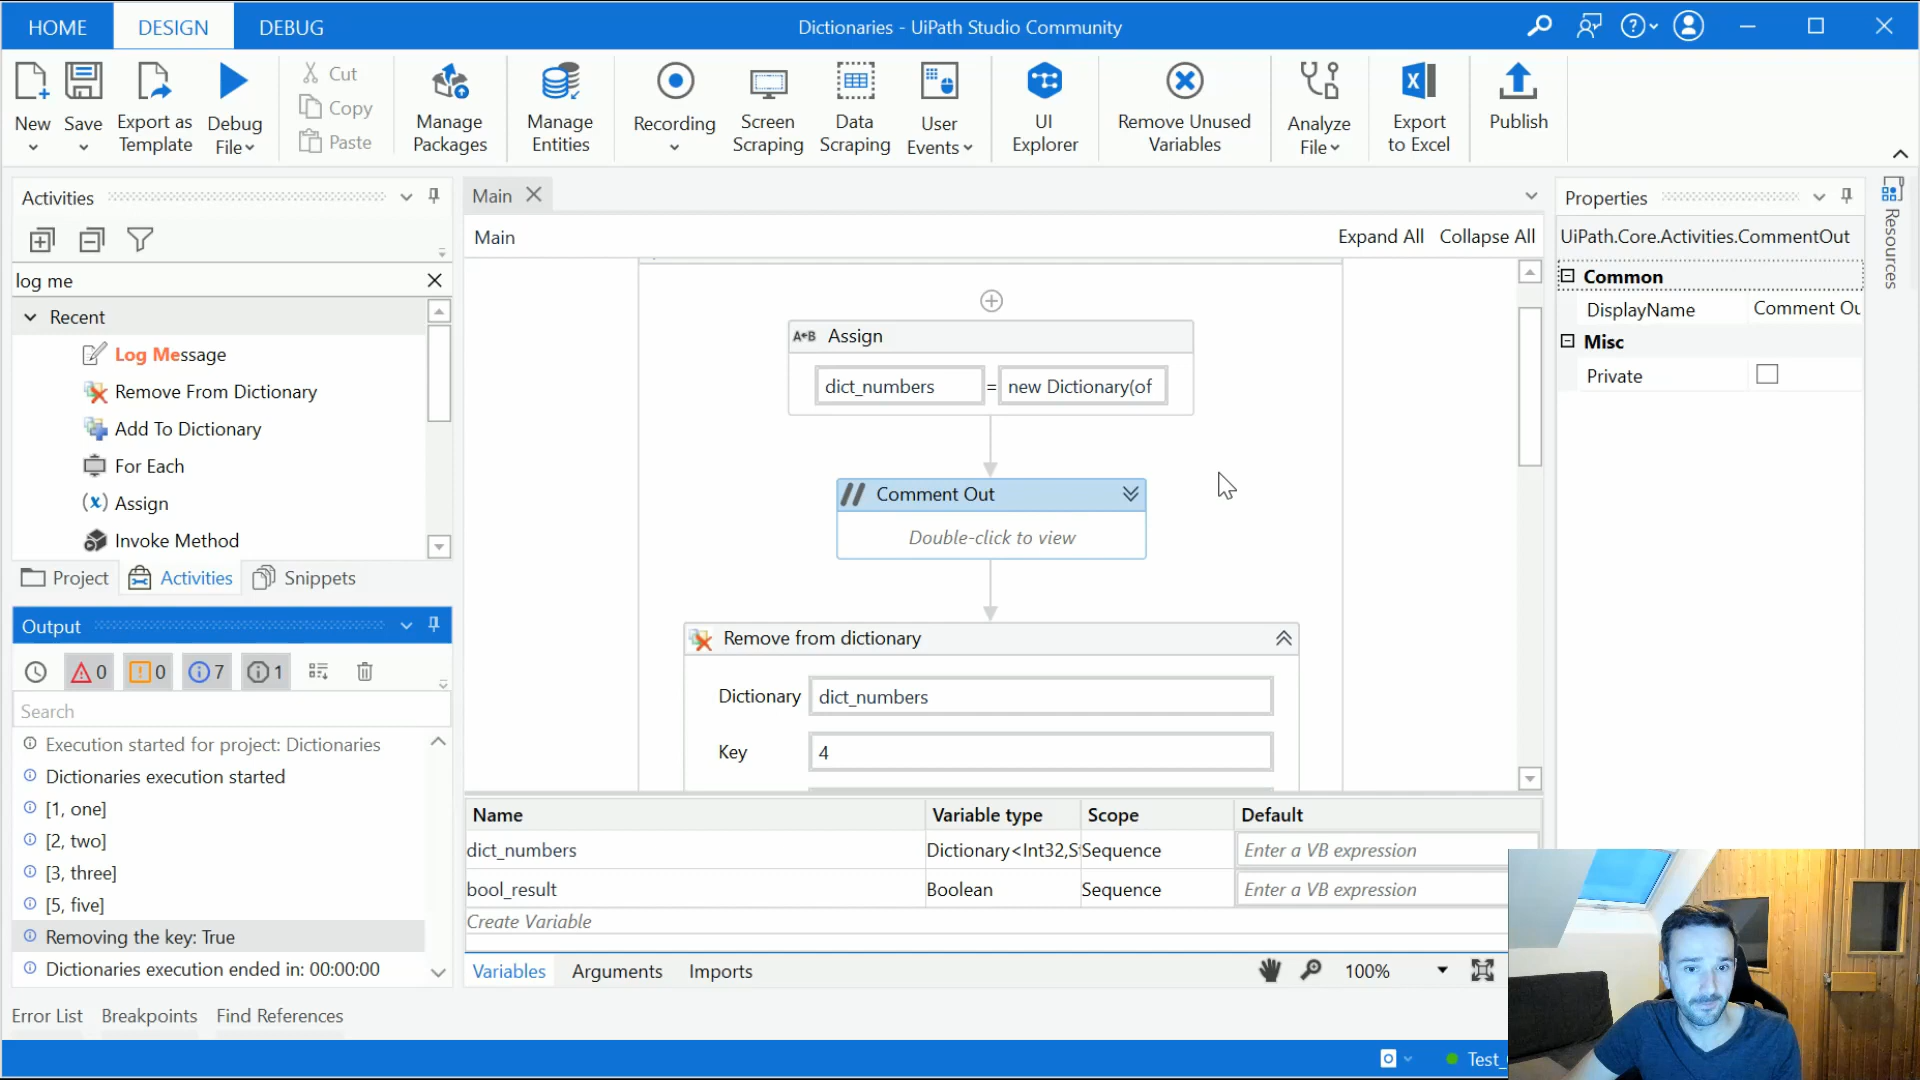 HOME
DESIGN
DEBUG
Dictionaries - UiPath Studio Community
New
Save
Export as
Template
Debug
File
Cut
Copy
Paste
Manage
Packages
Manage
Entities
Recording
Screen
Scraping
Data
Scraping
User
Events
UI
Explorer
Remove Unused
Variables
Analyze
File
Export
to Excel
Publish
Activities
log me
Recent
Log Message
Remove From Dictionary
Add To Dictionary
For Each
Assign
Invoke Method
Project
Activities
Snippets
Output
0
0
7
1
Search
Execution started for project: Dictionaries
Dictionaries execution started
[1, one]
[2, two]
[3, three]
[5, five]
Removing the key: True
Dictionaries execution ended in: 00:00:00
Error List
Breakpoints
Find References
Main
Main
Expand All
Collapse All
A←B Assign
dict_numbers = new Dictionary(of
// Comment Out
Double-click to view
Remove from dictionary
Dictionary dict_numbers
Key 4
Name Variable type Scope Default
dict_numbers Dictionary<Int32,S Sequence Enter a VB expression
bool_result Boolean Sequence Enter a VB expression
Create Variable
Variables Arguments Imports
100%
Properties
UiPath.Core.Activities.CommentOut
Common
DisplayName Comment Ou
Misc
Private
Resources
Test_